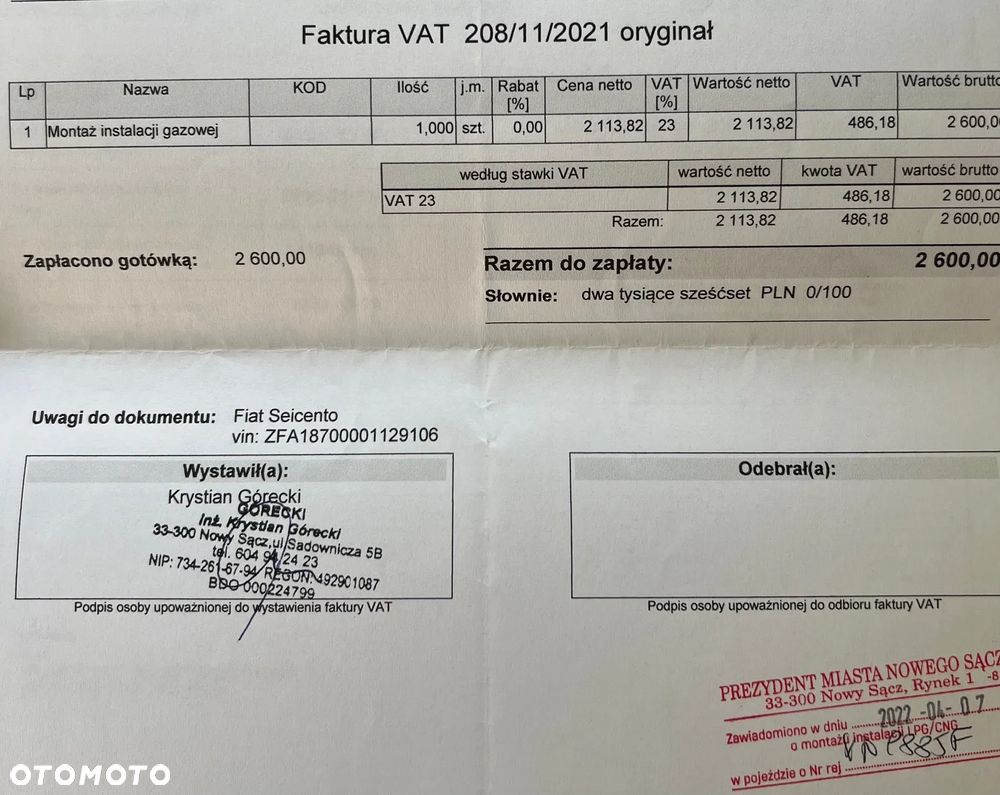 Faktura VAT 208/11/2021 oryginał
Lp Nazwa KOD Ilość j.m. Rabat [%] Cena netto VAT [%] Wartość netto VAT Wartość brutto
1 Montaż instalacji gazowej 1,000 szt. 0,00 2 113,82 23 2 113,82 486,18 2 600,00
według stawki VAT wartość netto kwota VAT wartość brutto
VAT 23 2 113,82 486,18 2 600,00
Razem: 2 113,82 486,18 2 600,00
Zapłacono gotówką: 2 600,00
Razem do zapłaty: 2 600,00
Słownie: dwa tysiące sześćset PLN 0/100
Uwagi do dokumentu: Fiat Seicento
vin: ZFA18700001129106
Wystawił(a):
Krystian Górecki
GÓRECKI
inż. Krystian Górecki
33-300 Nowy Sącz, ul. Sadownicza 5B
tel. 604 94 24 23
NIP: 734-261-67-94 REGON: 492901087
BDO 000224799
Podpis osoby upoważnionej do wystawienia faktury VAT
Odebrał(a):
Podpis osoby upoważnionej do odbioru faktury VAT
PREZYDENT MIASTA NOWEGO SĄCZ
33-300 Nowy Sącz, Rynek 1 -8
Zawiadomiono w dniu 2022 -04- 07
o montażu instalacji LPG/CNG
w pojeździe o Nr rej
OTOMOTO